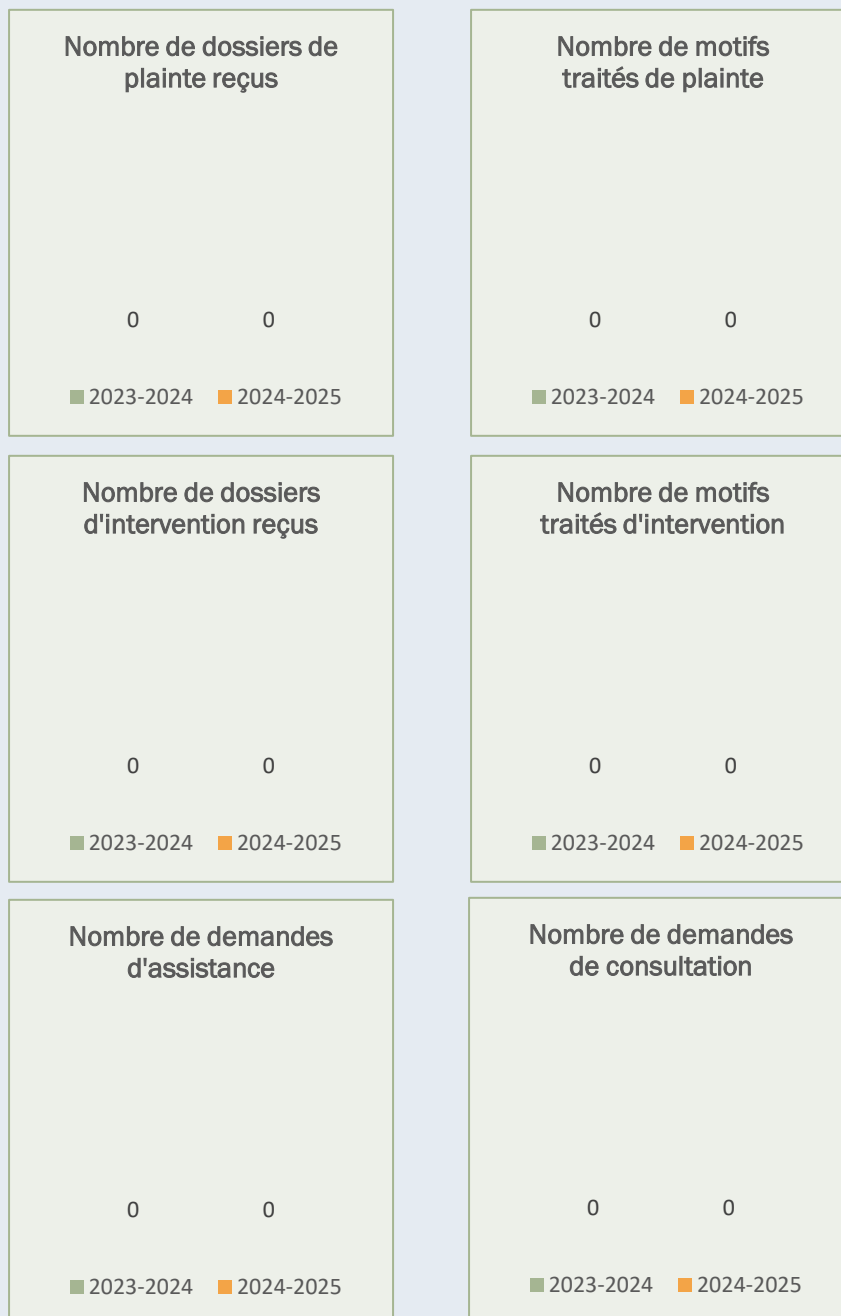 Nombre de dossiers de
plainte reçus
0 0
2023-2024 2024-2025
Nombre de motifs
traités de plainte
0 0
2023-2024 2024-2025
Nombre de dossiers
d'intervention reçus
0 0
2023-2024 2024-2025
Nombre de motifs
traités d'intervention
0 0
2023-2024 2024-2025
Nombre de demandes
d'assistance
0 0
2023-2024 2024-2025
Nombre de demandes
de consultation
0 0
2023-2024 2024-2025